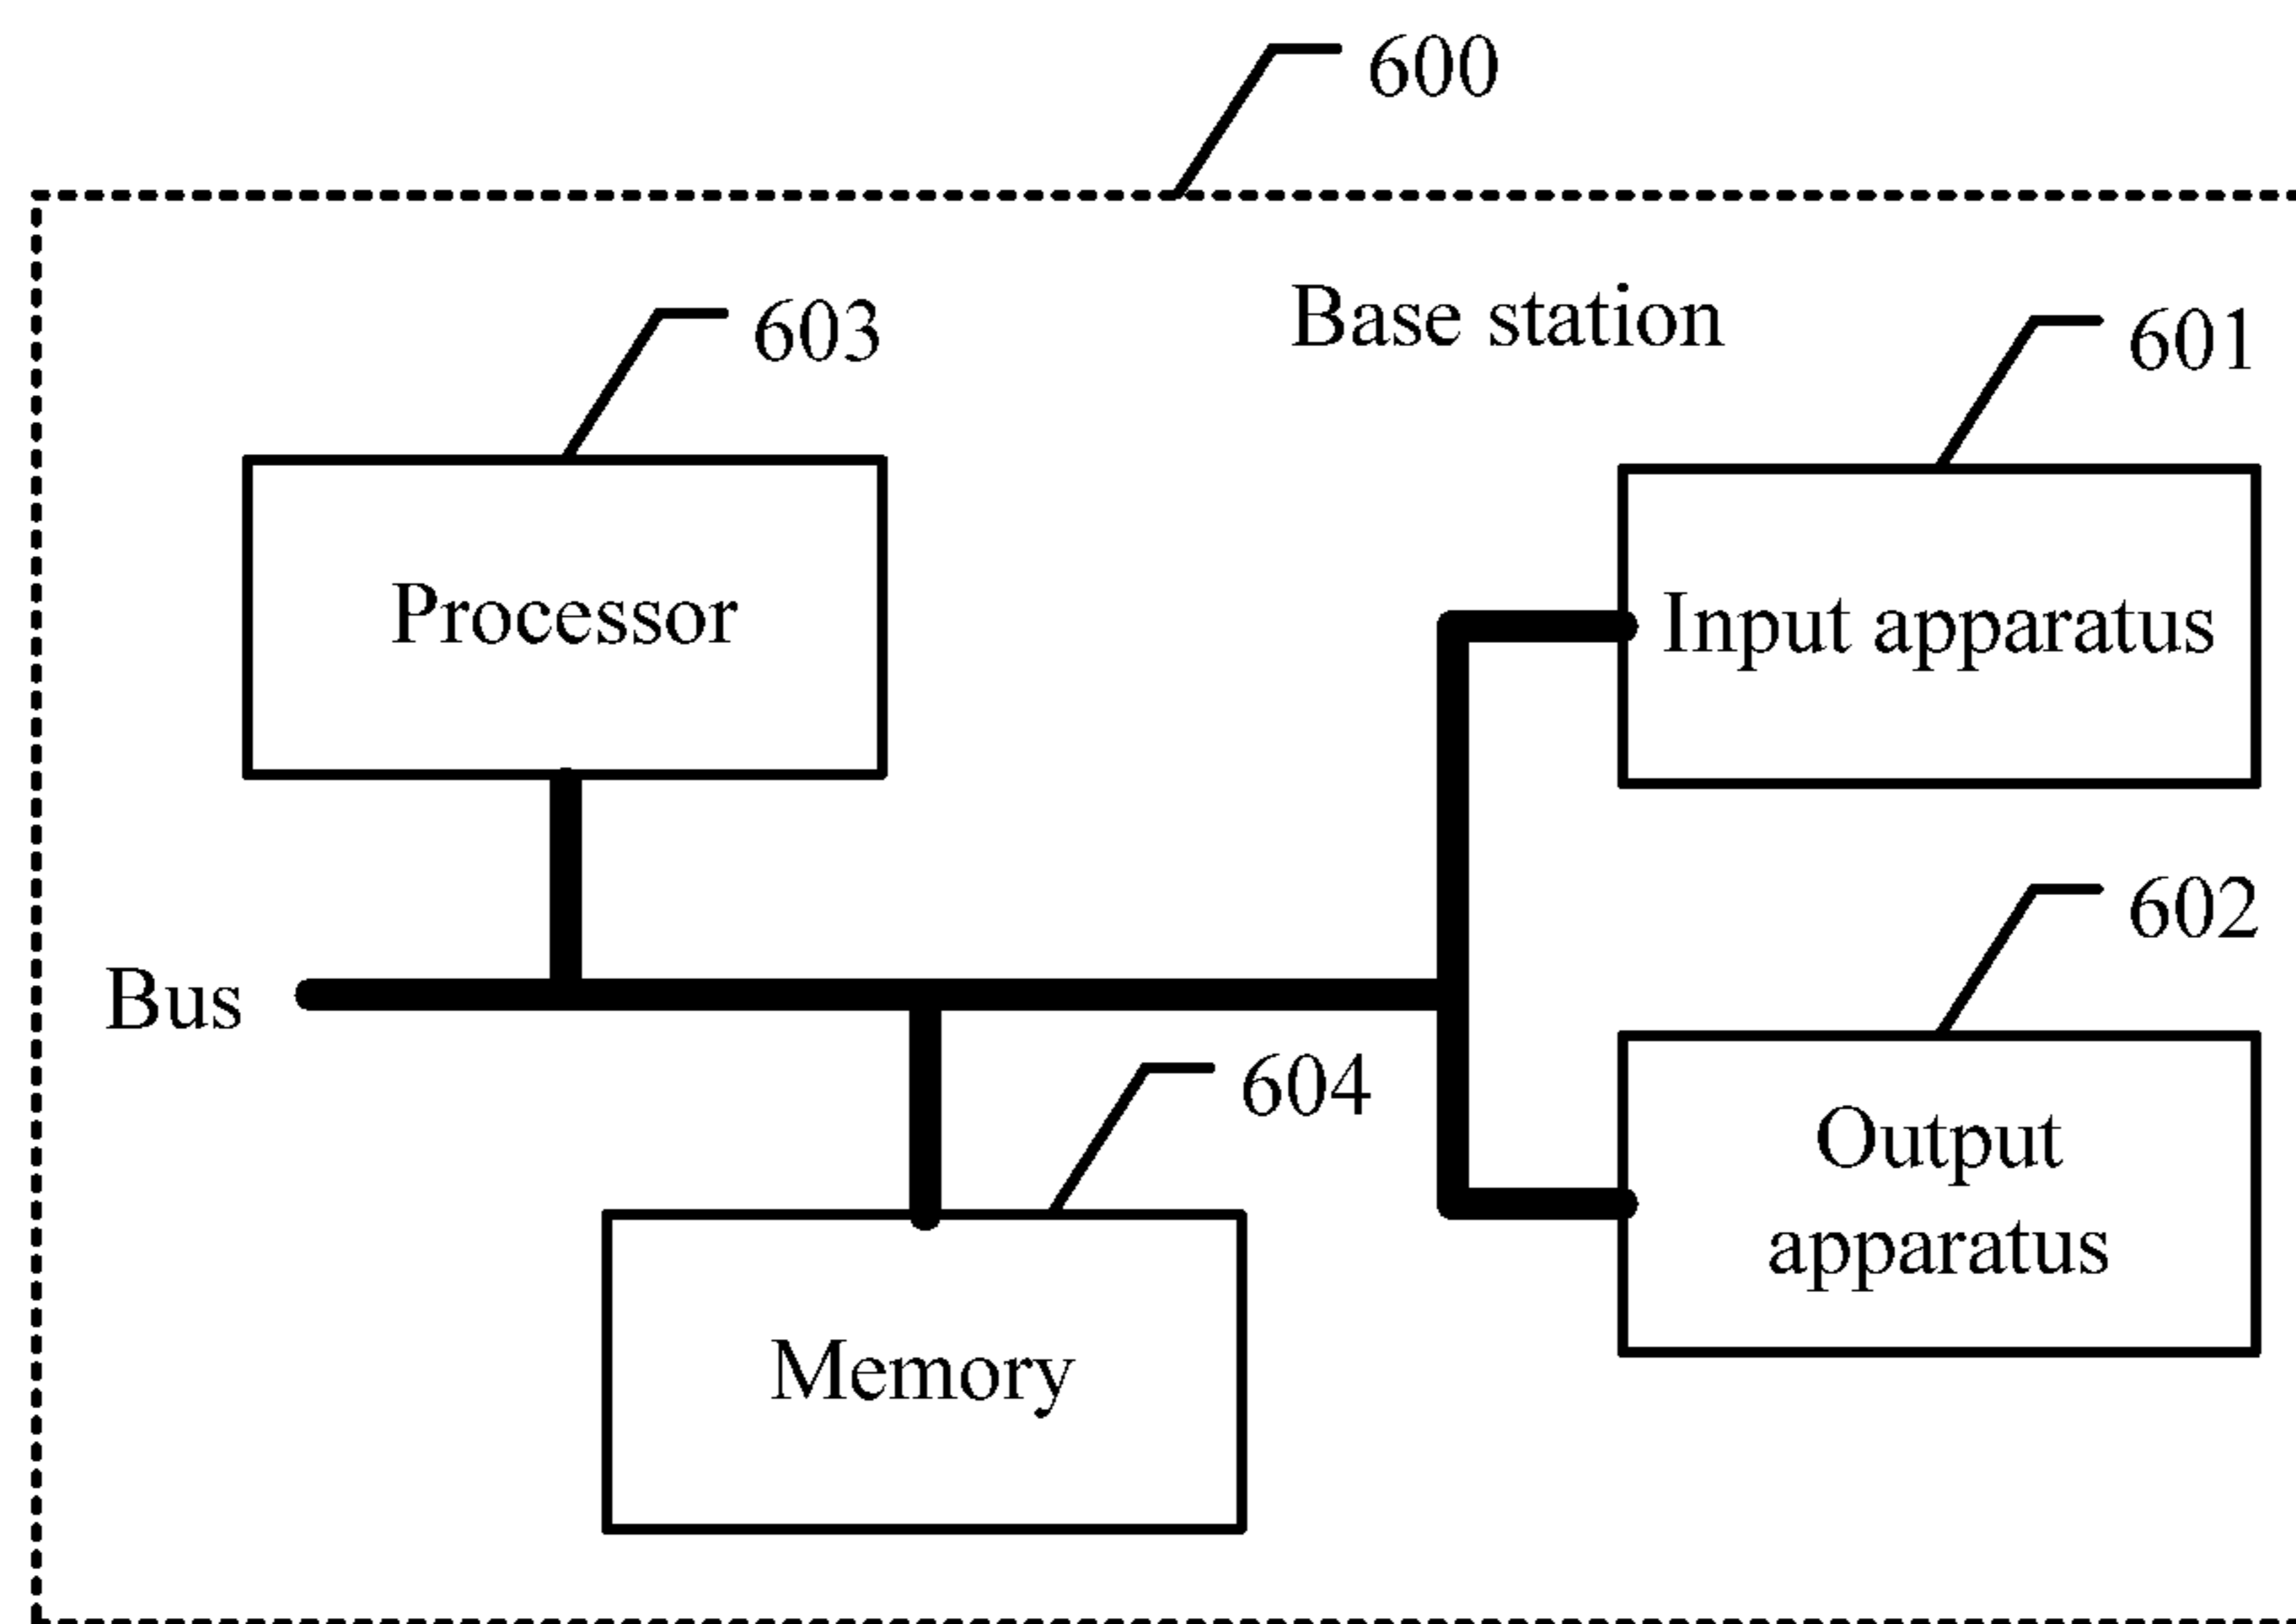 600
Base station
603
601
Processor
Input apparatus
602
Bus
604
Output
apparatus
Memory